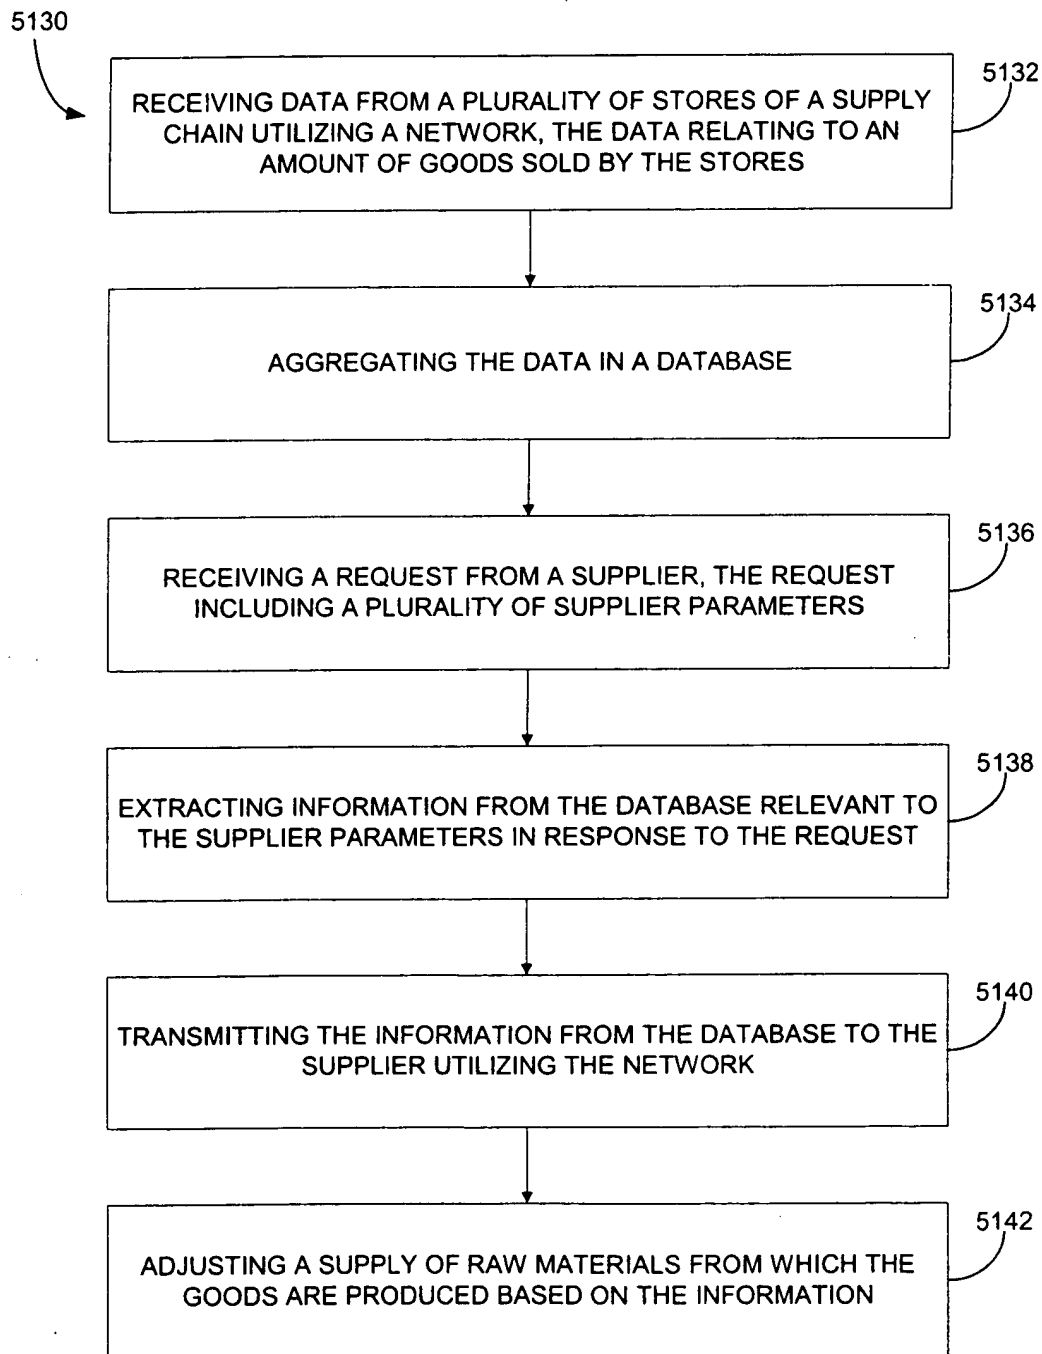 5130
5132
RECEIVING DATA FROM A PLURALITY OF STORES OF A SUPPLY
CHAIN UTILIZING A NETWORK, THE DATA RELATING TO AN
AMOUNT OF GOODS SOLD BY THE STORES
5134
AGGREGATING THE DATA IN A DATABASE
5136
RECEIVING A REQUEST FROM A SUPPLIER, THE REQUEST
INCLUDING A PLURALITY OF SUPPLIER PARAMETERS
5138
EXTRACTING INFORMATION FROM THE DATABASE RELEVANT TO
THE SUPPLIER PARAMETERS IN RESPONSE TO THE REQUEST
5140
TRANSMITTING THE INFORMATION FROM THE DATABASE TO THE
SUPPLIER UTILIZING THE NETWORK
5142
ADJUSTING A SUPPLY OF RAW MATERIALS FROM WHICH THE
GOODS ARE PRODUCED BASED ON THE INFORMATION